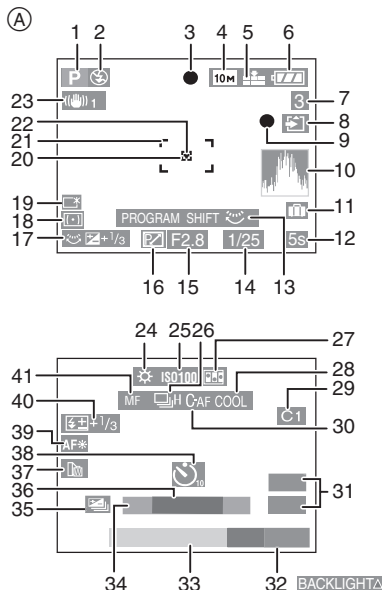 A
1 2 3 4 5 6
P 10M
23 1 3 7
22 8
21 9
20 10
19 11
18 PROGRAM SHIFT
17 +1/3 F2.8 1/25 5s 12
16 15 14 13
24 25 26 27
ISO100
41 MF H C-AF COOL 28
40 +1/3 C1 29
30
39 AF
38
37 10
36 31
35
34 33 32 BACKLIGHT